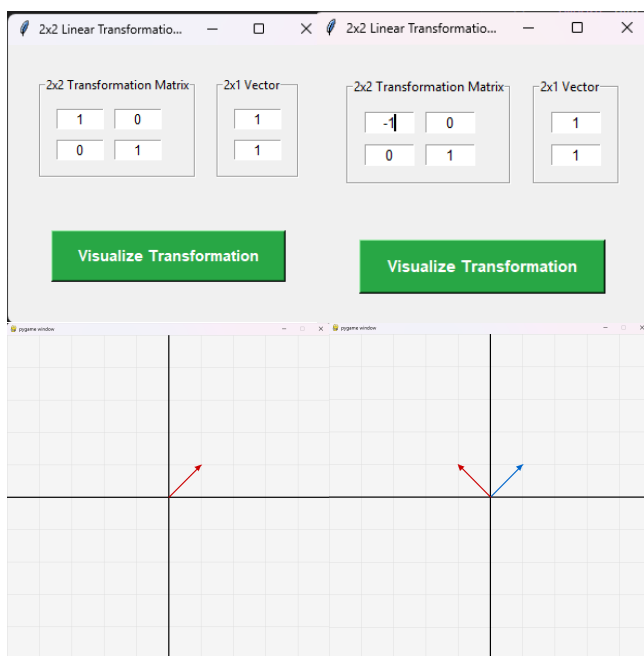 2x2 Linear Transformatio...
2x2 Transformation Matrix
2x1 Vector
1 0 1
0 1 1
Visualize Transformation
2x2 Linear Transformatio...
2x2 Transformation Matrix
2x1 Vector
-1 0 1
0 1 1
Visualize Transformation
pygame window
pygame window